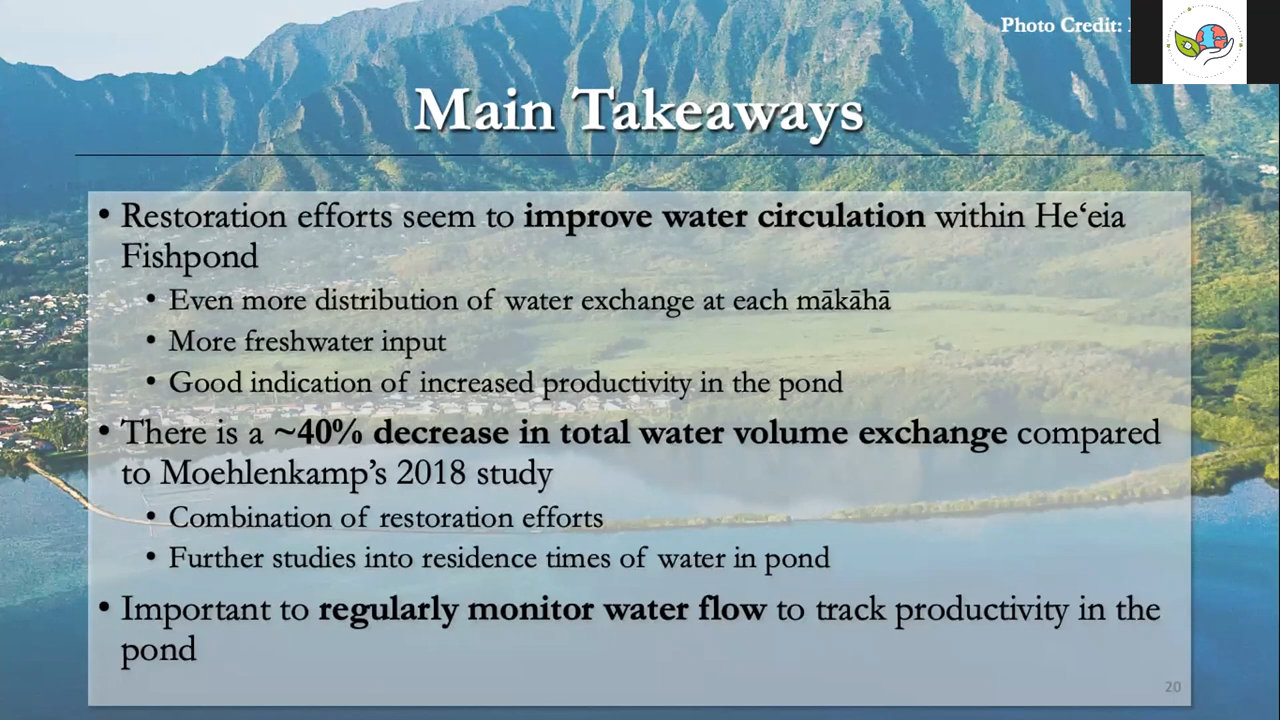 Photo Credit:
Main Takeaways
• Restoration efforts seem to improve water circulation within Heʻeia
Fishpond
• Even more distribution of water exchange at each mākāhā
• More freshwater input
• Good indication of increased productivity in the pond
• There is a ~40% decrease in total water volume exchange compared
to Moehlenkamp’s 2018 study
• Combination of restoration efforts
• Further studies into residence times of water in pond
• Important to regularly monitor water flow to track productivity in the
pond
20